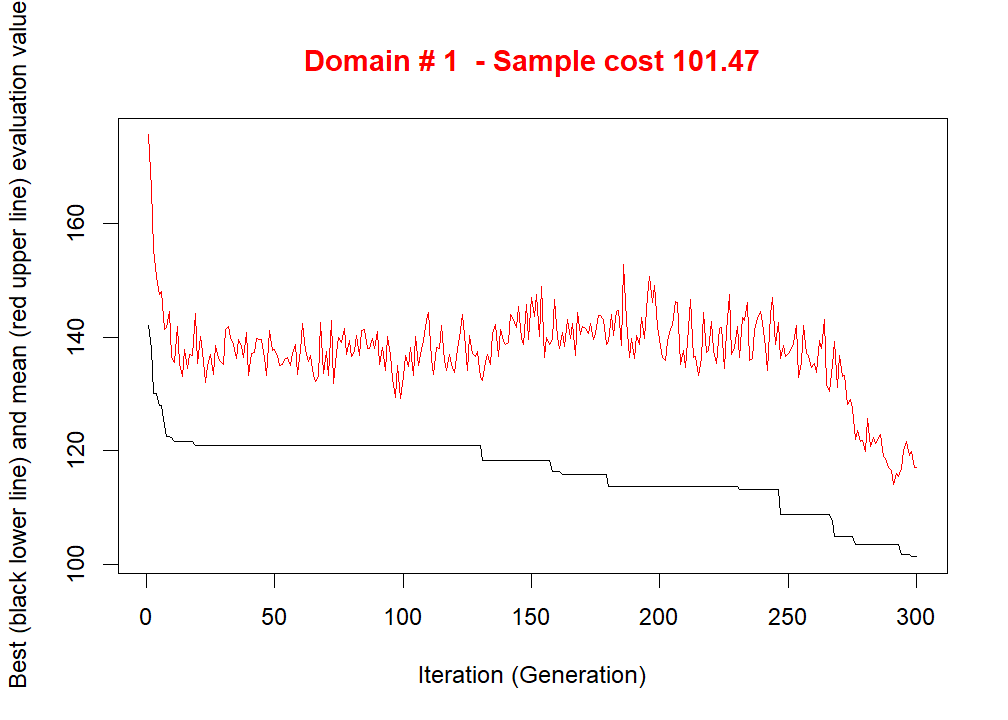 Domain # 1  - Sample cost 101.47
Best (black lower line) and mean (red upper line) evaluation value
160
140
120
100
0 50 100 150 200 250 300
Iteration (Generation)